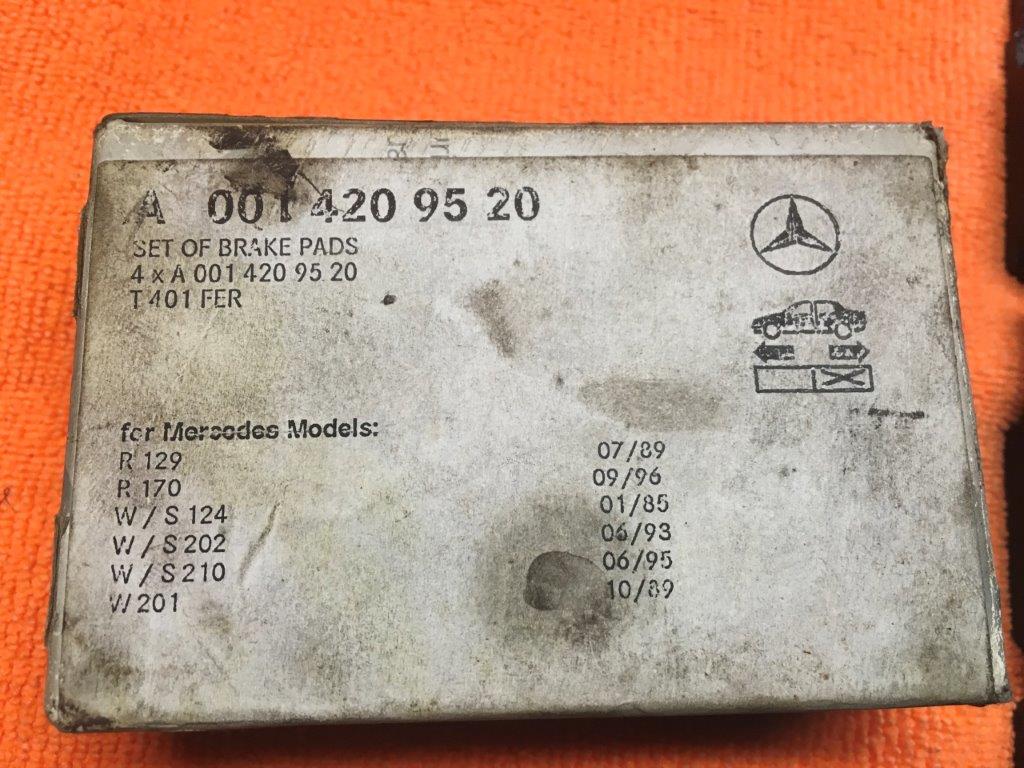 A 001 420 95 20
SET OF BRAKE PADS
4 x A 001 420 95 20
T 401 FER
for Mercedes Models:
R 129 07/89
R 170 09/96
W / S 124 01/85
W / S 202 06/93
W / S 210 06/95
W 201 10/89